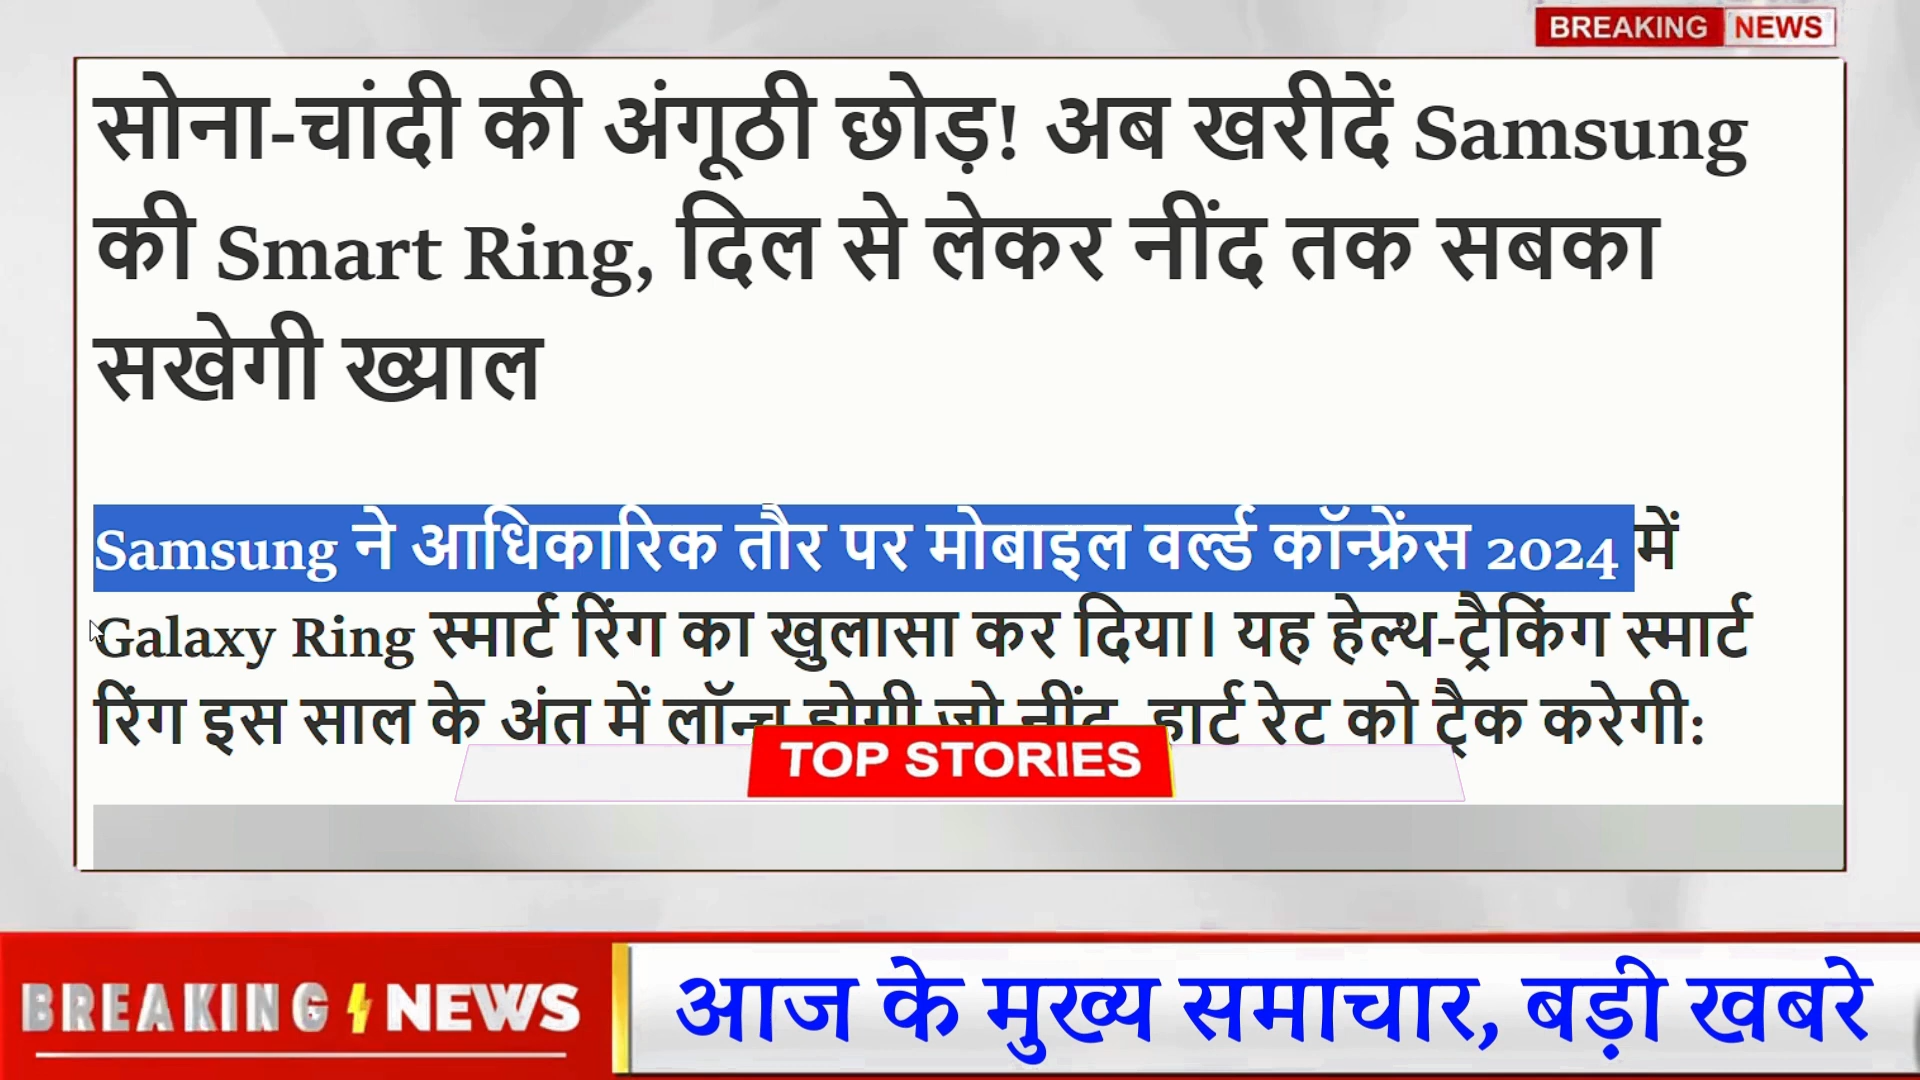 BREAKING NEWS
सोना-चांदी की अंगूठी छोड़! अब खरीदें Samsung
की Smart Ring, दिल से लेकर नींद तक सबका
सखेगी ख्याल
Samsung ने आधिकारिक तौर पर मोबाइल वर्ल्ड कॉन्फ्रेंस 2024 में
Galaxy Ring स्मार्ट रिंग का खुलासा कर दिया। यह हेल्थ-ट्रैकिंग स्मार्ट
रिंग इस साल के अंत में लॉन्च होगी जो नींद, हार्ट रेट को ट्रैक करेगी:
TOP STORIES
BREAKING NEWS
आज के मुख्य समाचार, बड़ी खबरे